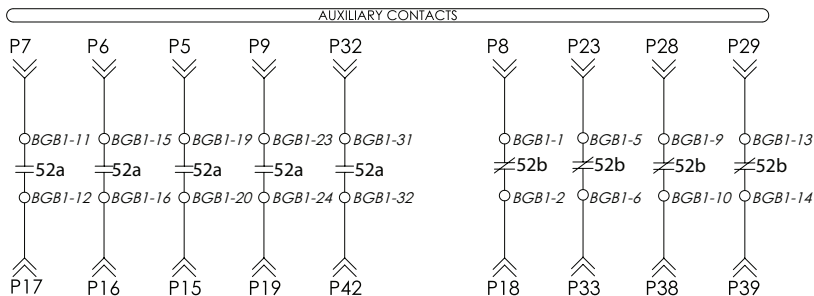 AUXILIARY CONTACTS
P7 P6 P5 P9 P32 P8 P23 P28 P29
BGB1-11 BGB1-15 BGB1-19 BGB1-23 BGB1-31 BGB1-1 BGB1-5 BGB1-9 BGB1-13
52a 52a 52a 52a 52a 52b 52b 52b 52b
BGB1-12 BGB1-16 BGB1-20 BGB1-24 BGB1-32 BGB1-2 BGB1-6 BGB1-10 BGB1-14
P17 P16 P15 P19 P42 P18 P33 P38 P39